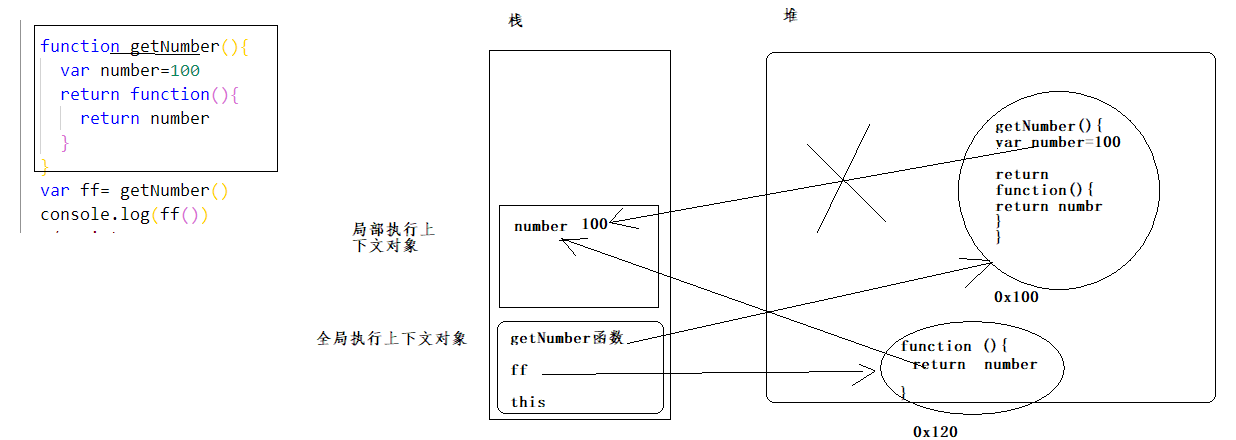 function getNumber(){
var number=100
return function(){
return number
}
}
var ff= getNumber()
console.log(ff())
栈
堆
局部执行上
下文对象
number 100
全局执行上下文对象
getNumber函数
ff
this
getNumber(){
var number=100
return
function(){
return numbr
}
}
0x100
function (){
return number
}
0x120